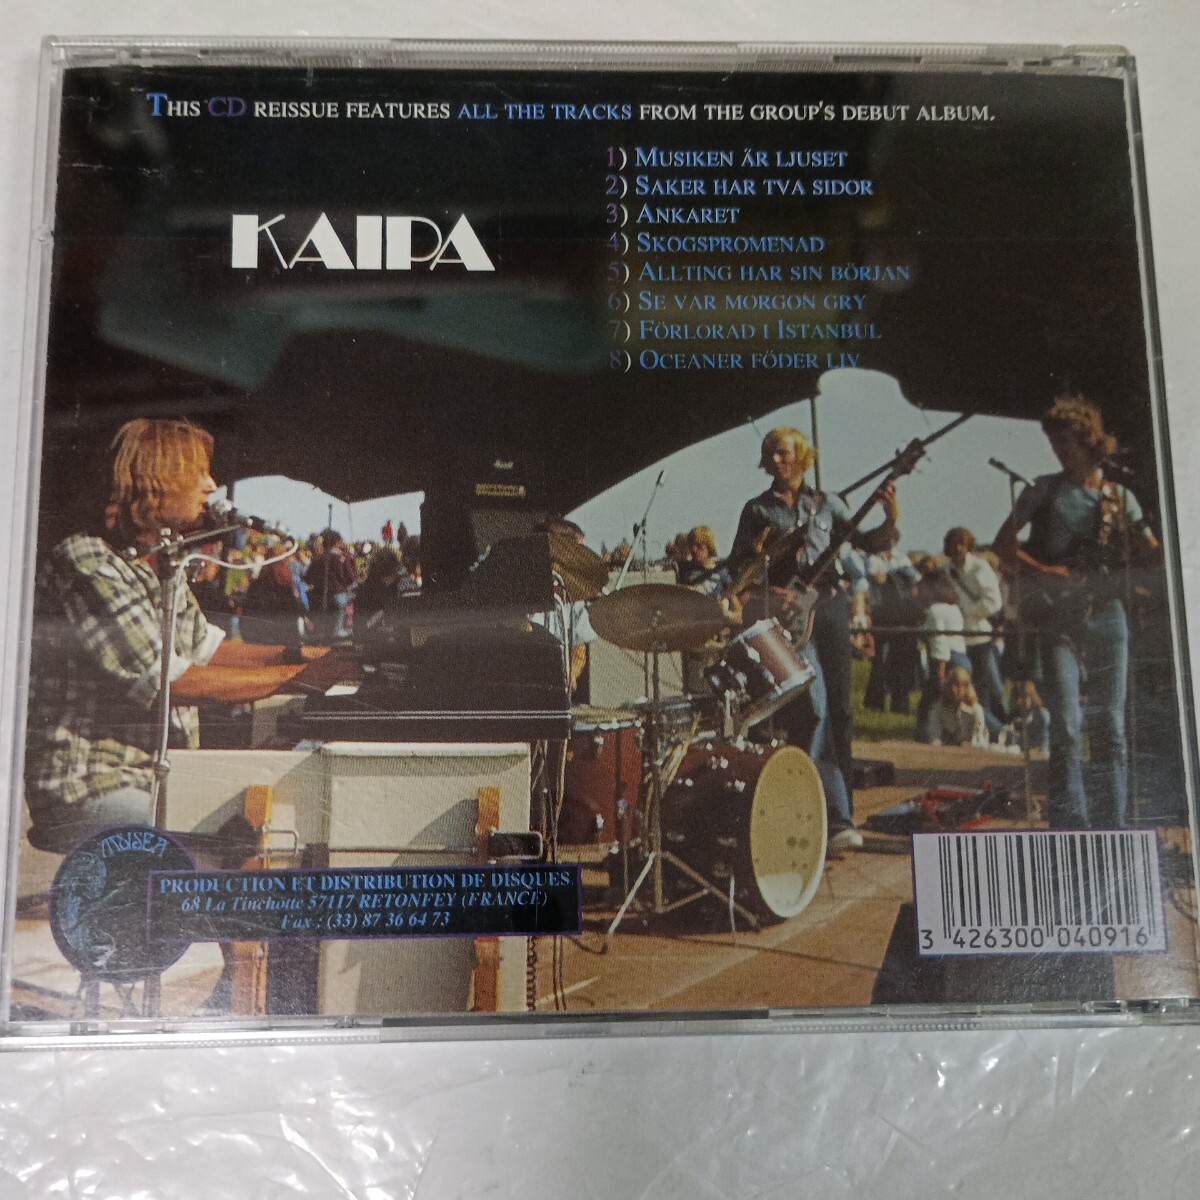 This CD reissue features all the tracks from the group's debut album.
KAIPA
1) Musiken är ljuset
2) Saker har tva sidor
3) Ankaret
4) Skogspromenad
5) Allting har sin början
6) Se var morgon gry
7) Förlorad i Istanbul
8) Oceaner föder liv
MUSEA
PRODUCTION ET DISTRIBUTION DE DISQUES
68 La Tinchotte 57117 RETONFEY (FRANCE)
Fax : (33) 87 36 64 73
3 426300 040916